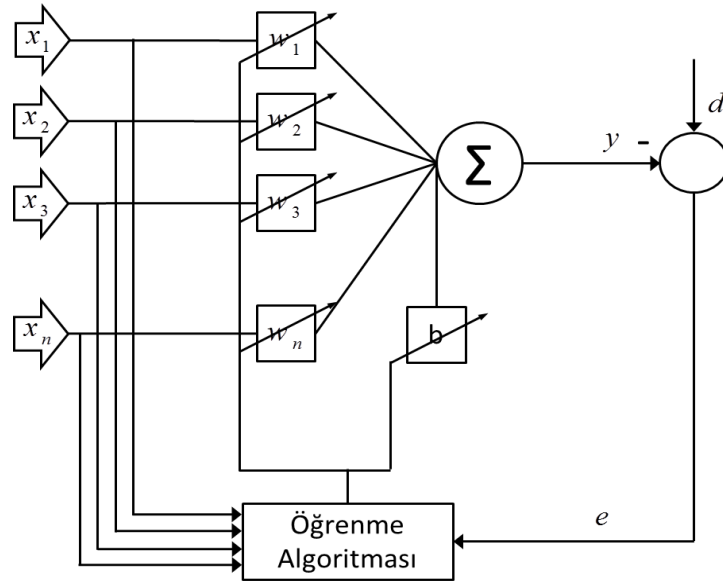 x1
w1
x2
w2
d
y -
Σ
x3
w3
xn
wn
b
Öğrenme
Algoritması
e